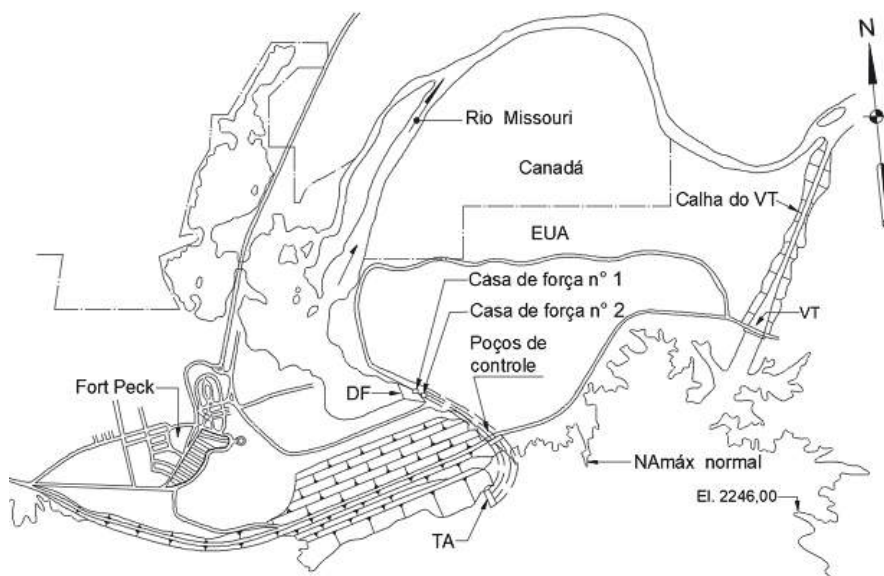 N
Rio Missouri
Canadá
Calha do VT
EUA
Casa de força n° 1
Casa de força n° 2
VT
Poços de
controle
Fort Peck
DF
NAmáx normal
El. 2246,00
TA